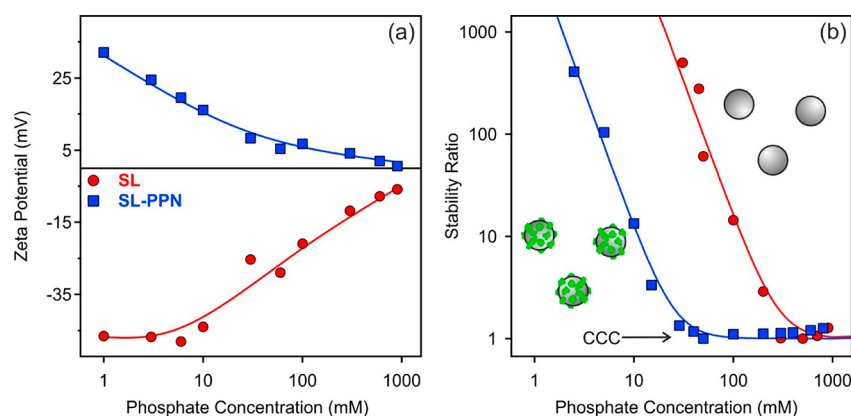 (a)
Zeta Potential (mV)
25
5
-15
-35
SL
SL-PPN
1
10
100
1000
Phosphate Concentration (mM)
(b)
Stability Ratio
1000
100
10
1
CCC
1
10
100
1000
Phosphate Concentration (mM)